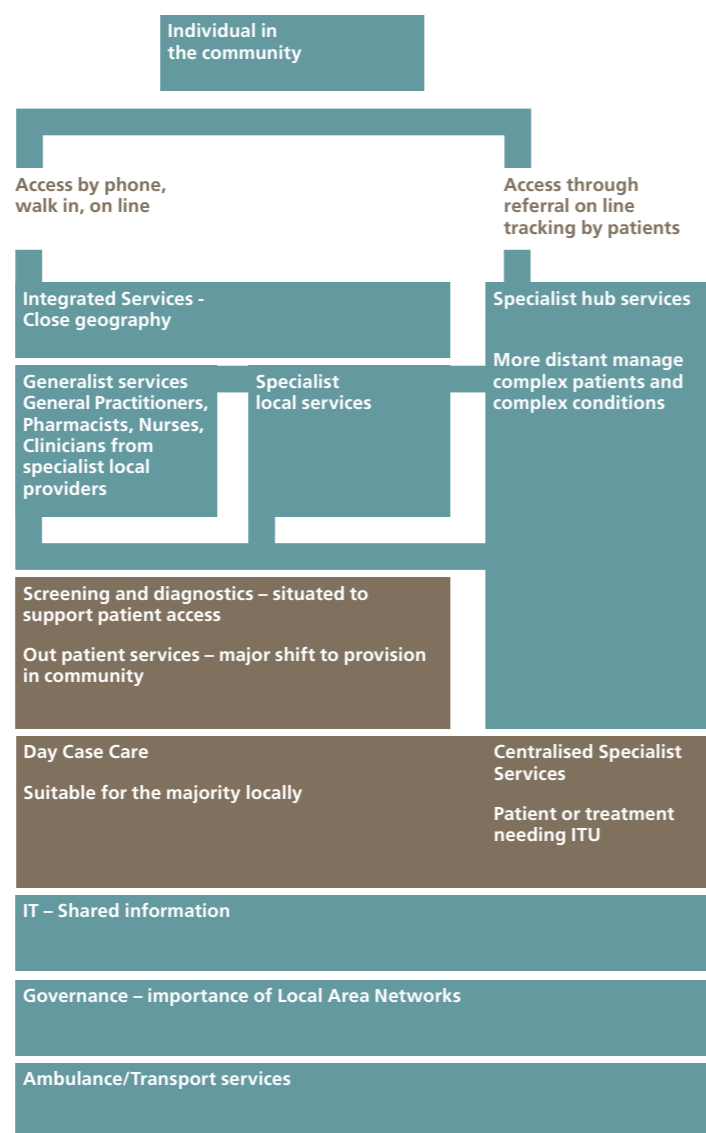 Individual in
the community
Access by phone,
walk in, on line
Access through
referral on line
tracking by patients
Integrated Services -
Close geography
Specialist hub services
More distant manage
complex patients and
complex conditions
Generalist services
General Practitioners,
Pharmacists, Nurses,
Clinicians from
specialist local
providers
Specialist
local services
Screening and diagnostics – situated to
support patient access
Out patient services – major shift to provision
in community
Day Case Care
Suitable for the majority locally
Centralised Specialist
Services
Patient or treatment
needing ITU
IT – Shared information
Governance – importance of Local Area Networks
Ambulance/Transport services